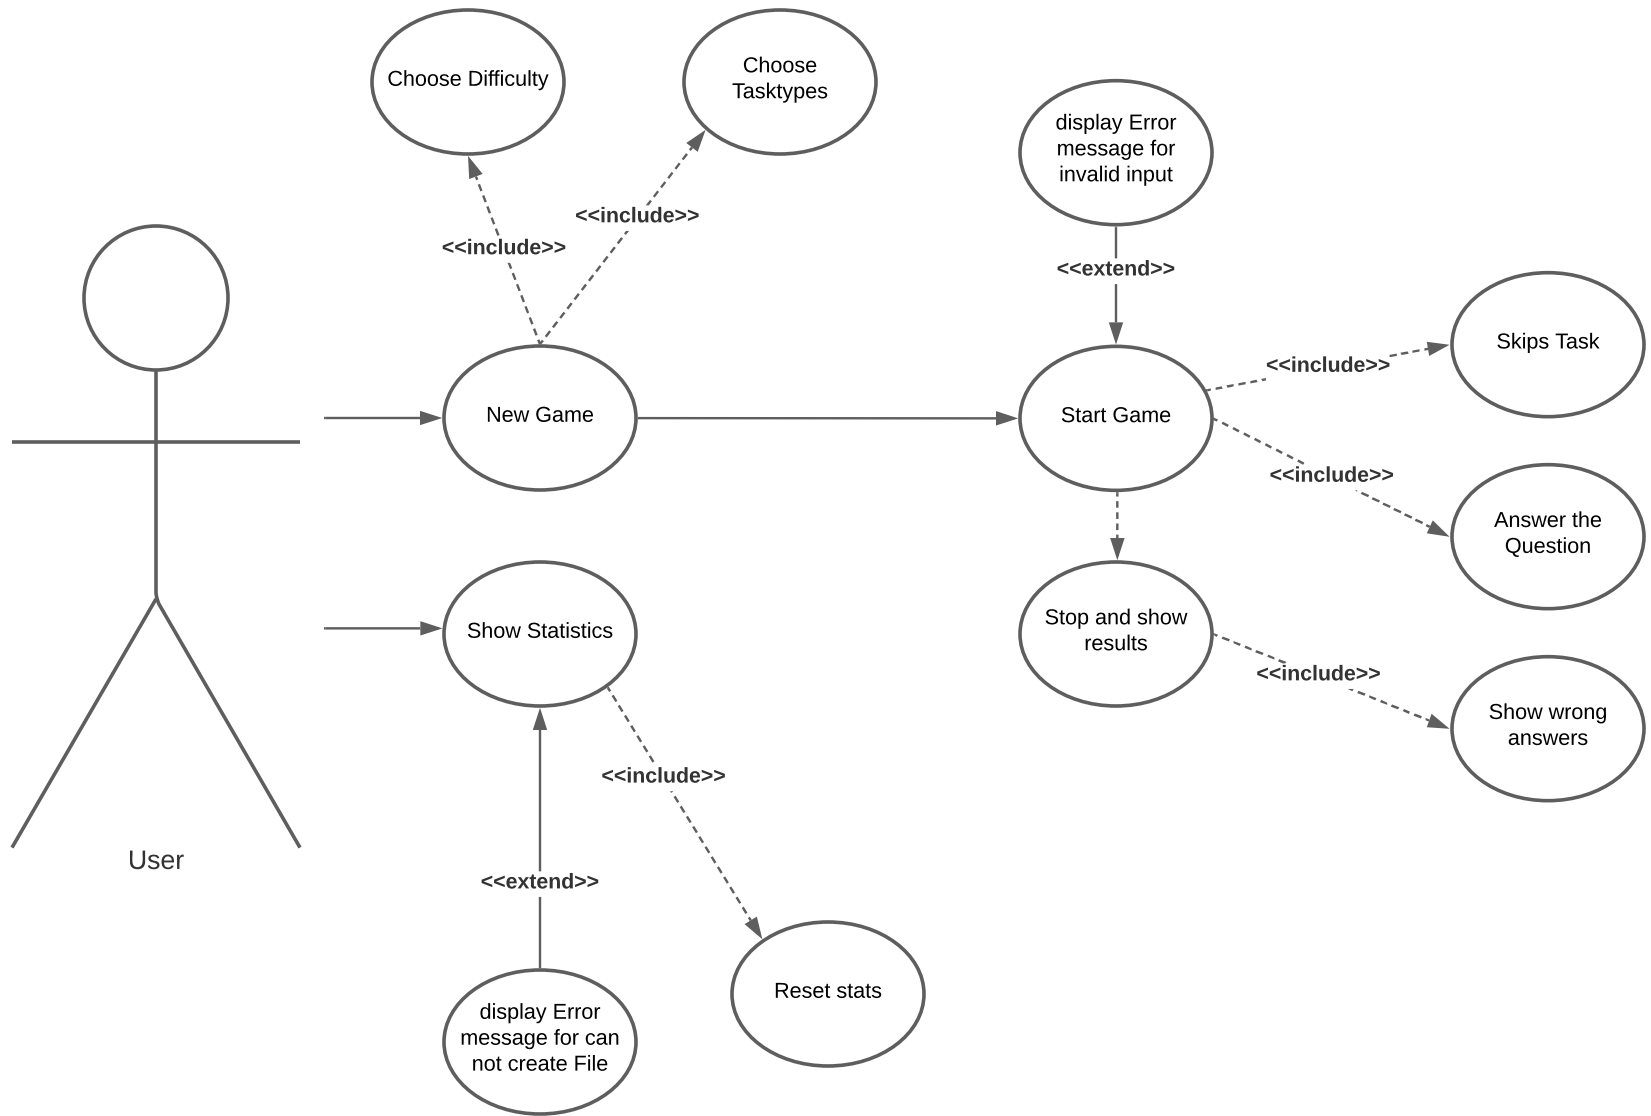 Choose Difficulty
Choose
Tasktypes
display Error
message for
invalid input
<<include>>
<<include>>
<<extend>>
Skips Task
<<include>>
New Game
Start Game
<<include>>
Answer the
Question
Show Statistics
Stop and show
results
<<include>>
Show wrong
answers
<<include>>
User
<<extend>>
Reset stats
display Error
message for can
not create File